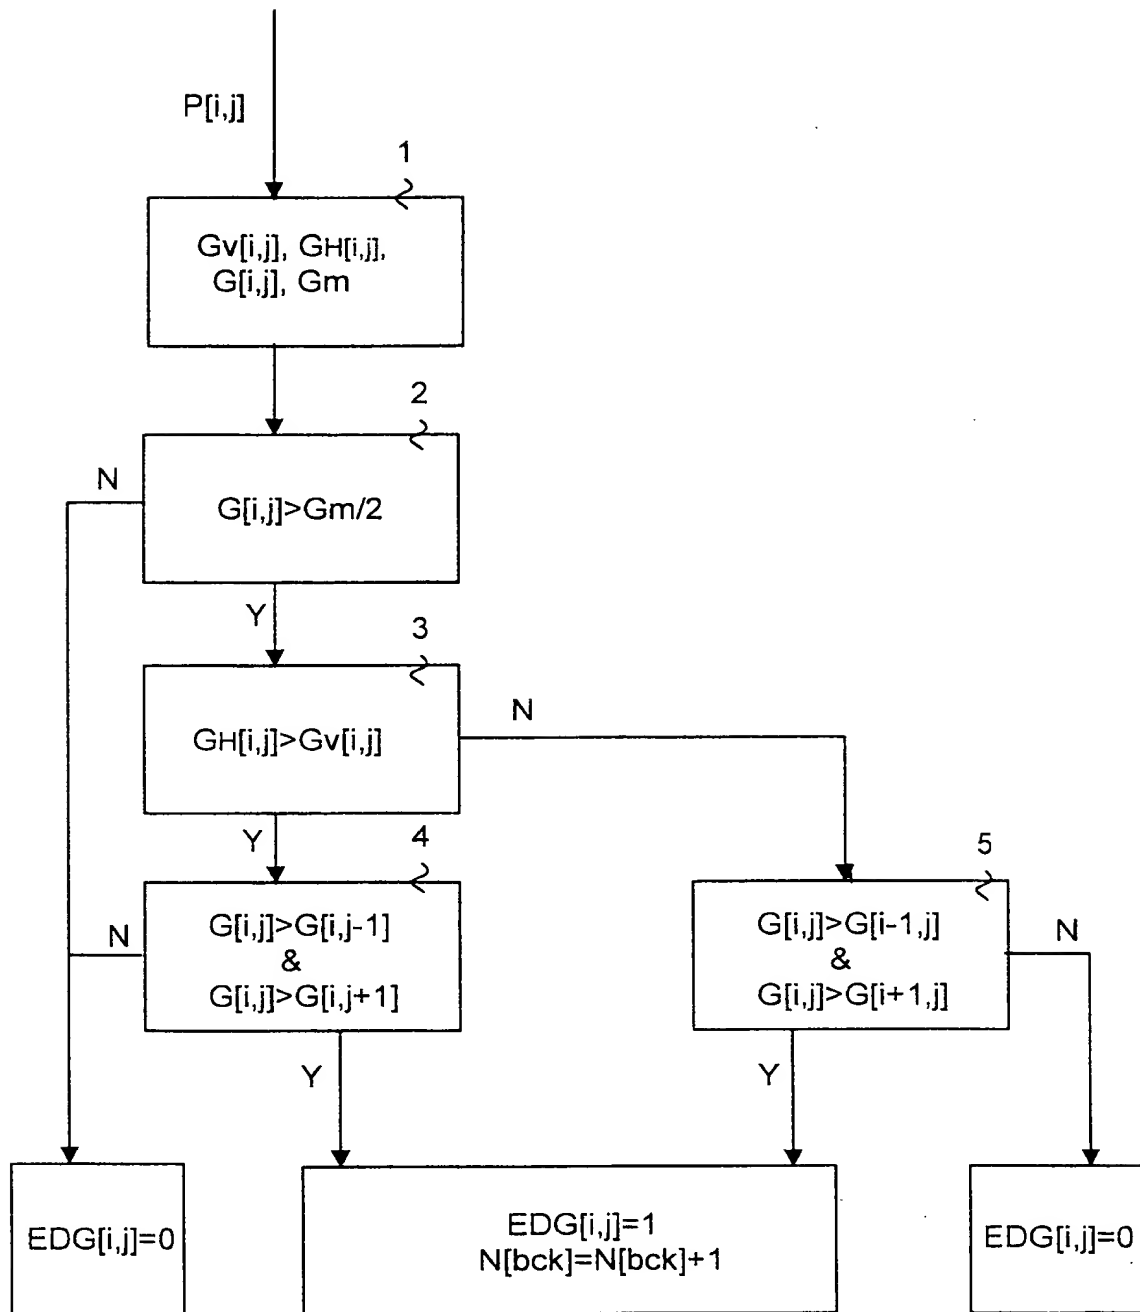 P[i,j]
1
Gv[i,j], GH[i,j],
G[i,j], Gm
2
N
G[i,j]>Gm/2
Y
3
N
GH[i,j]>Gv[i,j]
Y
4
5
G[i,j]>G[i,j-1]
&
G[i,j]>G[i,j+1]
N
G[i,j]>G[i-1,j]
&
G[i,j]>G[i+1,j]
N
Y
Y
EDG[i,j]=0
EDG[i,j]=1
N[bck]=N[bck]+1
EDG[i,j]=0